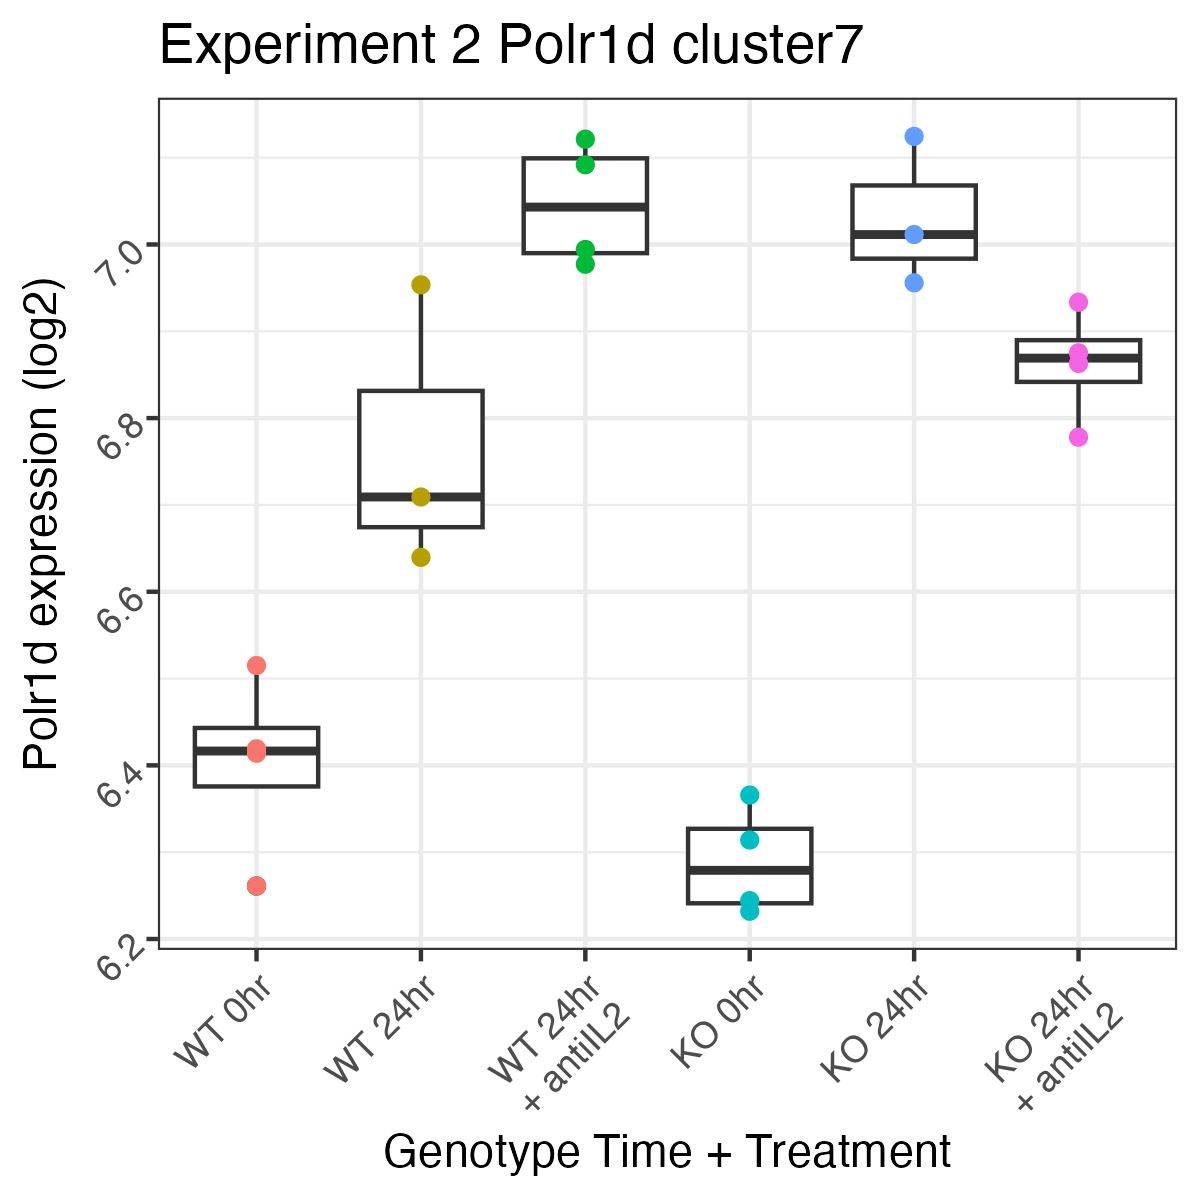 Experiment 2 Polr1d cluster7
Polr1d expression (log2)
7.0
6.8
6.6
6.4
6.2
WT 0hr
WT 24hr
WT 24hr
+ antiIL2
KO 0hr
KO 24hr
KO 24hr
+ antiIL2
Genotype Time + Treatment